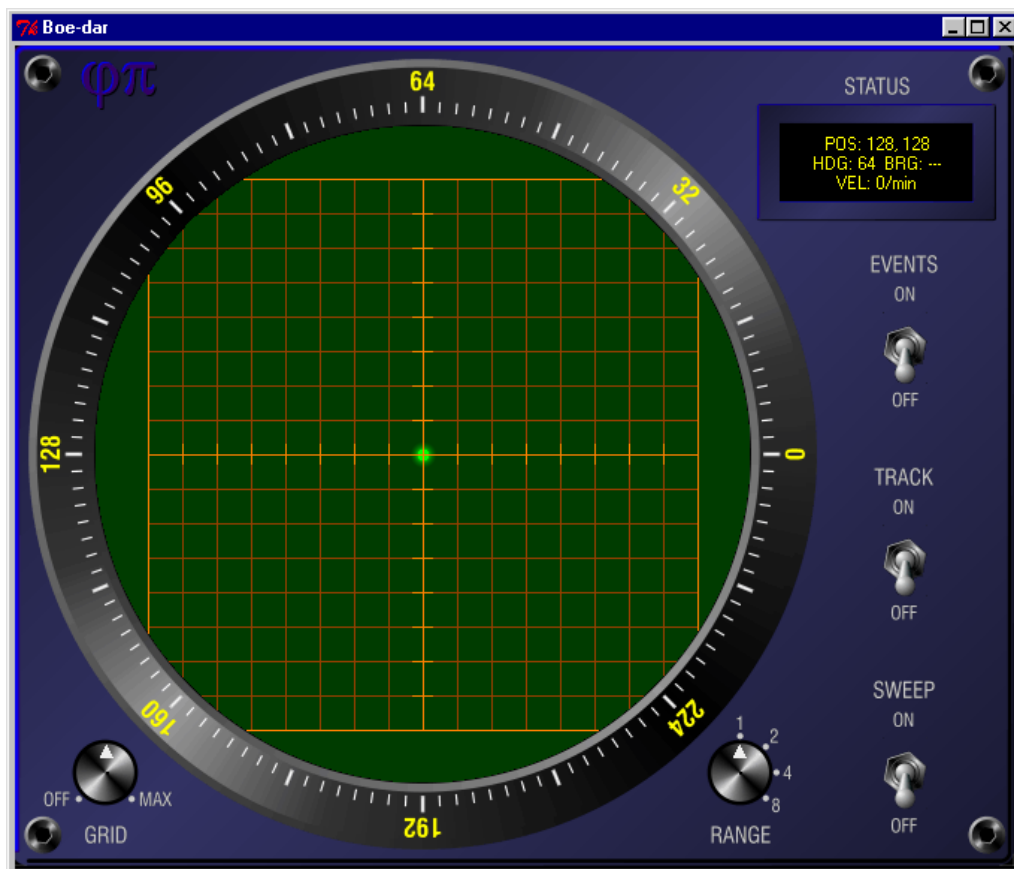 Boe-dar
φπ
STATUS
POS: 128, 128
HDG: 64 BRG: ---
VEL: 0/min
64
96
32
128
0
160
224
192
EVENTS
ON
OFF
TRACK
ON
OFF
SWEEP
ON
OFF
OFF MAX
GRID
1
2
4
8
RANGE